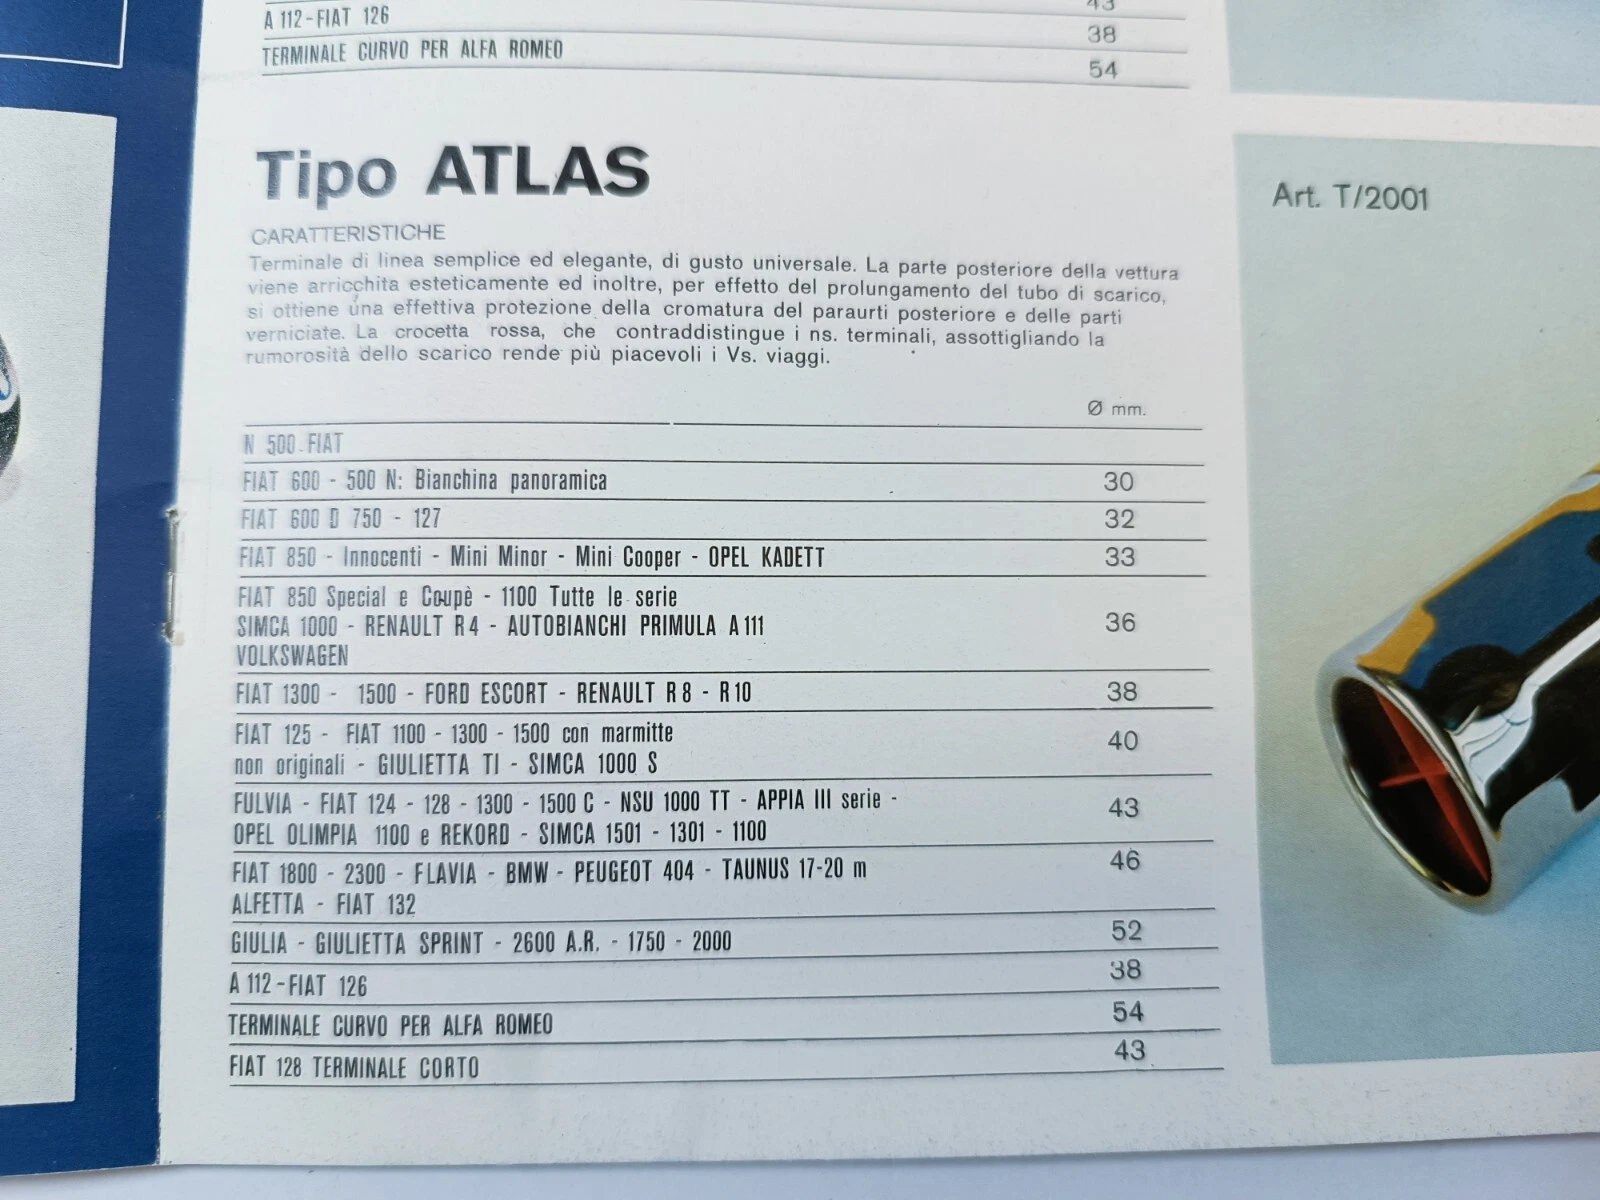 43
A 112-FIAT 126 38
TERMINALE CURVO PER ALFA ROMEO 54
Tipo ATLAS
CARATTERISTICHE
Terminale di linea semplice ed elegante, di gusto universale. La parte posteriore della vettura
viene arricchita esteticamente ed inoltre, per effetto del prolungamento del tubo di scarico,
si ottiene una effettiva protezione della cromatura del paraurti posteriore e delle parti
verniciate. La crocetta rossa, che contraddistingue i ns. terminali, assottigliando la
rumorosità dello scarico rende più piacevoli i Vs. viaggi.
Ø mm.
N 500-FIAT
FIAT 600 - 500 N: Bianchina panoramica 30
FIAT 600 D 750 - 127 32
FIAT 850 - Innocenti - Mini Minor - Mini Cooper - OPEL KADETT 33
FIAT 850 Special e Coupè - 1100 Tutte le serie
SIMCA 1000 - RENAULT R4 - AUTOBIANCHI PRIMULA A111 36
VOLKSWAGEN
FIAT 1300 - 1500 - FORD ESCORT - RENAULT R8 - R10 38
FIAT 125 - FIAT 1100 - 1300 - 1500 con marmitte 40
non originali - GIULIETTA TI - SIMCA 1000 S
FULVIA - FIAT 124 - 128 - 1300 - 1500 C - NSU 1000 TT - APPIA III serie - 43
OPEL OLIMPIA 1100 e REKORD - SIMCA 1501 - 1301 - 1100
FIAT 1800 - 2300 - FLAVIA - BMW - PEUGEOT 404 - TAUNUS 17-20 m 46
ALFETTA - FIAT 132
GIULIA - GIULIETTA SPRINT - 2600 A.R. - 1750 - 2000 52
A 112-FIAT 126 38
TERMINALE CURVO PER ALFA ROMEO 54
FIAT 128 TERMINALE CORTO 43
Art. T/2001